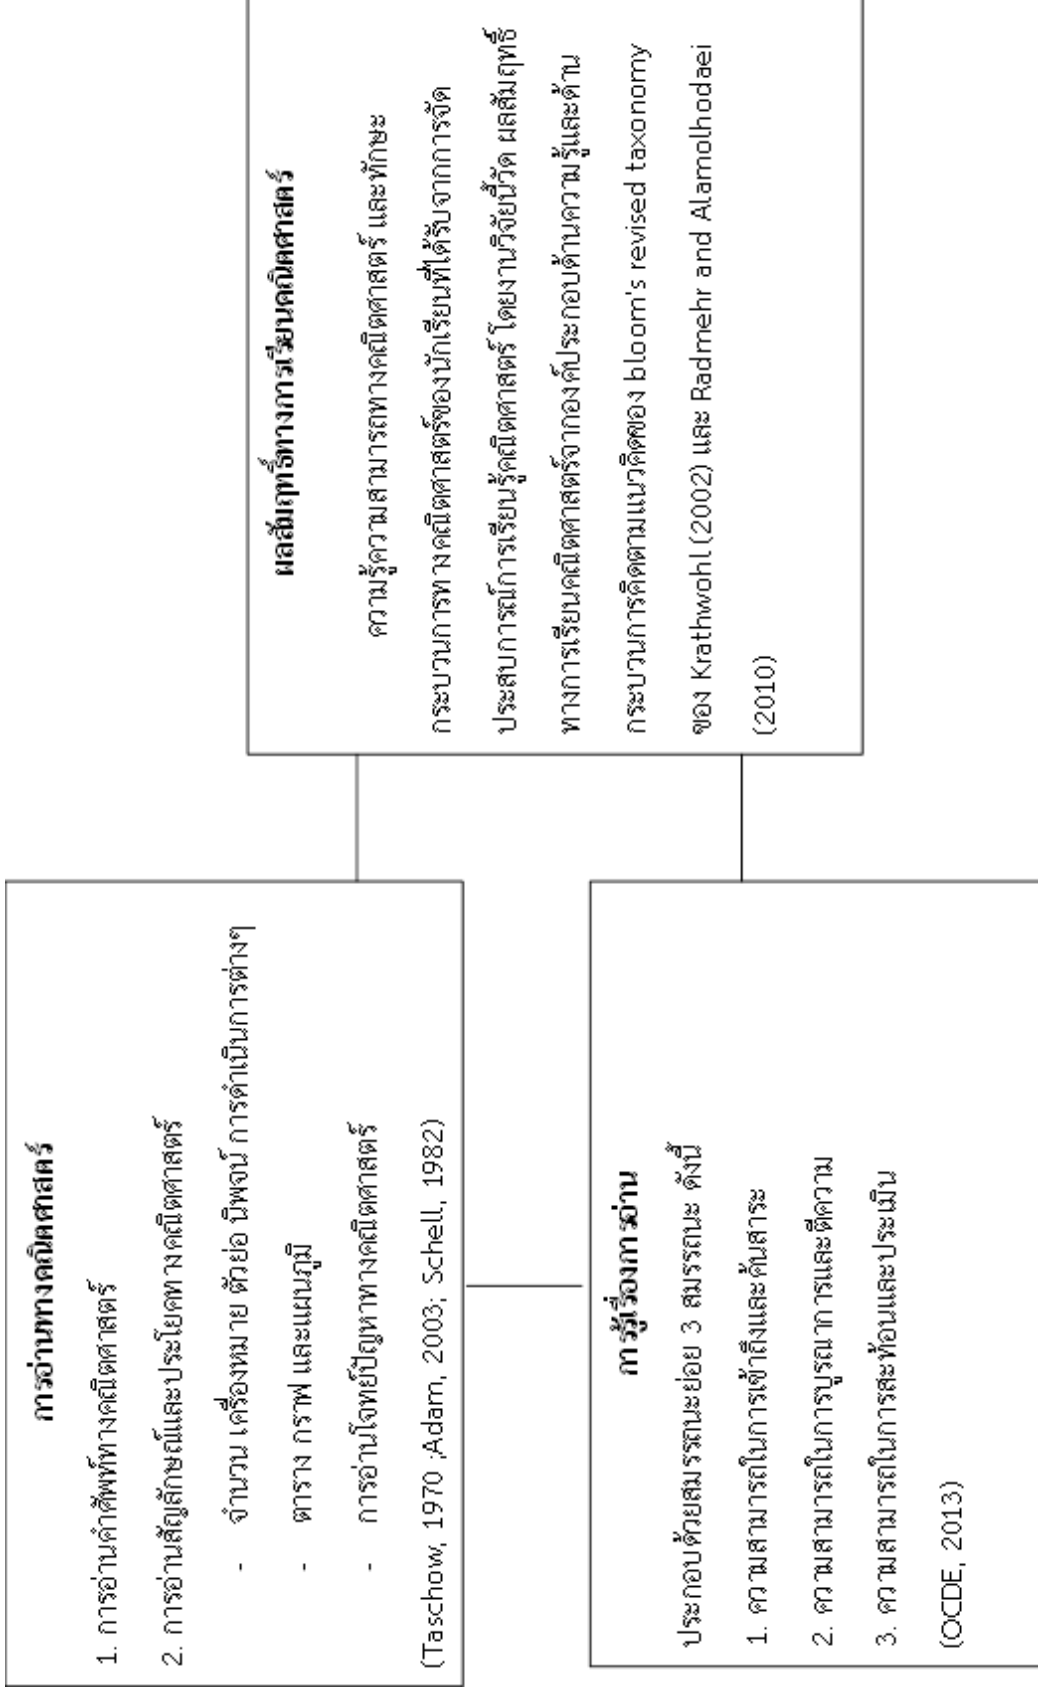 การอ่านทางคณิตศาสตร์
1. การอ่านคำศัพท์ทางคณิตศาสตร์
2. การอ่านสัญลักษณ์และประโยคทางคณิตศาสตร์
- จำนวน เครื่องหมาย ตัวย่อ นิพจน์ การดำเนินการต่างๆ
- ตาราง กราฟ และแผนภูมิ
- การอ่านโจทย์ปัญหาทางคณิตศาสตร์
(Taschow, 1970 ;Adam, 2003; Schell, 1982)
การรู้เรื่องการอ่าน
ประกอบด้วยสมรรถนะย่อย 3 สมรรถนะ ดังนี้
1. ความสามารถในการเข้าถึงและค้นสาระ
2. ความสามารถในการบูรณาการและตีความ
3. ความสามารถในการสะท้อนและประเมิน
(OCDE, 2013)
ผลสัมฤทธิ์ทางการเรียนคณิตศาสตร์
ความรู้ความสามารถทางคณิตศาสตร์ และทักษะ
กระบวนการทางคณิตศาสตร์ของนักเรียนที่ได้รับจากการจัด
ประสบการณ์การเรียนรู้คณิตศาสตร์ โดยงานวิจัยนี้วัด ผลสัมฤทธิ์
ทางการเรียนคณิตศาสตร์จากองค์ประกอบด้านความรู้และด้าน
กระบวนการคิดตามแนวคิดของ bloom's revised taxonomy
ของ Krathwohl (2002) และ Radmehr and Alamolhodaei
(2010)